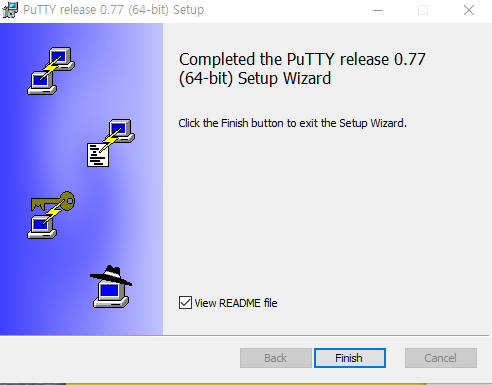 PuTTY release 0.77 (64-bit) Setup
Completed the PuTTY release 0.77
(64-bit) Setup Wizard
Click the Finish button to exit the Setup Wizard.
View README file
Back
Finish
Cancel